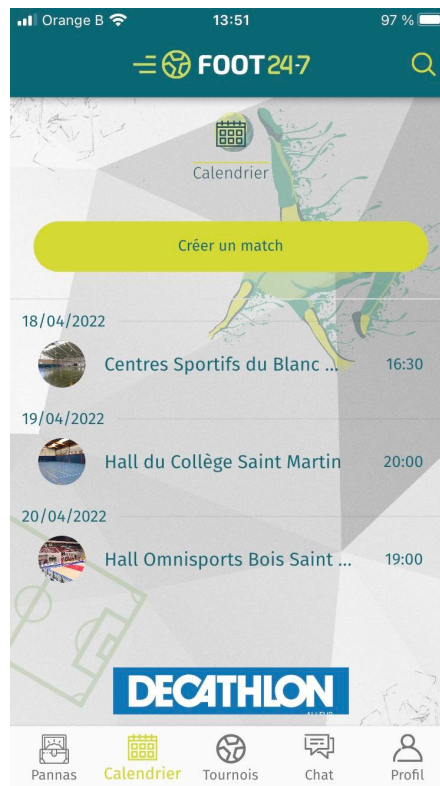 Orange B 13:51 97 %
FOOT24-7
Calendrier
Créer un match
18/04/2022
Centres Sportifs du Blanc ... 16:30
19/04/2022
Hall du Collège Saint Martin 20:00
20/04/2022
Hall Omnisports Bois Saint ... 19:00
DECATHLON
ALLEUR
Pannas Calendrier Tournois Chat Profil